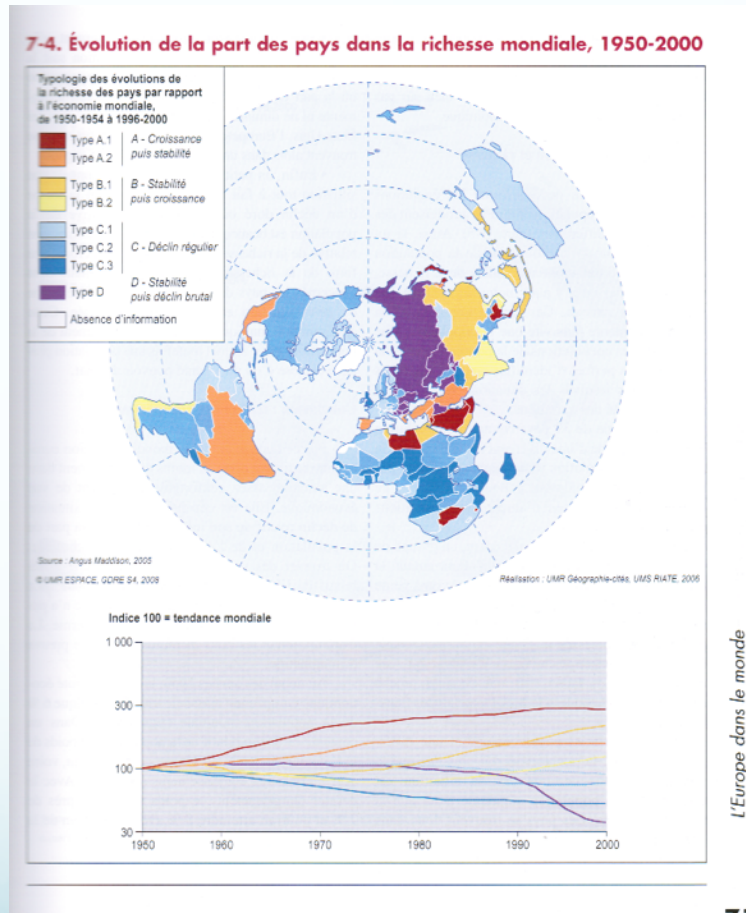 7-4. Évolution de la part des pays dans la richesse mondiale, 1950-2000
Typologie des évolutions de
la richesse des pays par rapport
à l'économie mondiale,
de 1950-1954 à 1996-2000
Type A.1
Type A.2
A - Croissance
puis stabilité
Type B.1
Type B.2
B - Stabilité
puis croissance
Type C.1
Type C.2
Type C.3
C - Déclin régulier
Type D
D - Stabilité
puis déclin brutal
Absence d'information
Source : Angus Maddison, 2005
© UMR ESPACE, GDRE S4, 2008
Réalisation : UMR Géographie-cités, UMS RIATE, 2006
Indice 100 = tendance mondiale
1 000
300
100
30
1950 1960 1970 1980 1990 2000
L'Europe dans le monde